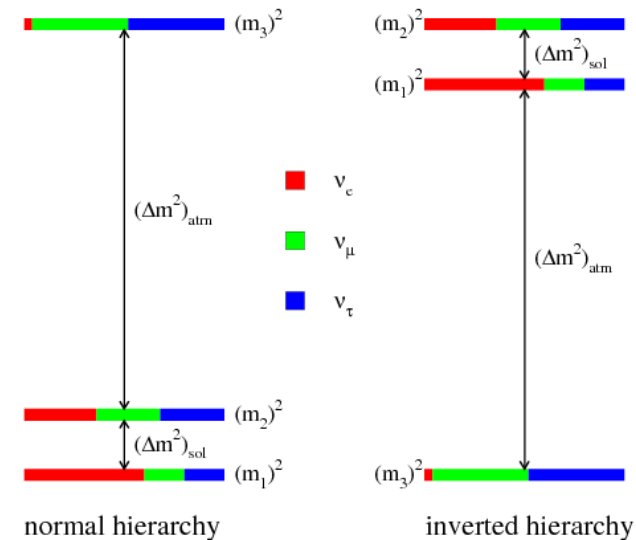 (m₃)²
(m₂)²
(Δm²)sol
(m₁)²
(Δm²)atm
νe
νμ
ντ
(Δm²)atm
(m₂)²
(Δm²)sol
(m₁)²
(m₃)²
normal hierarchy
inverted hierarchy